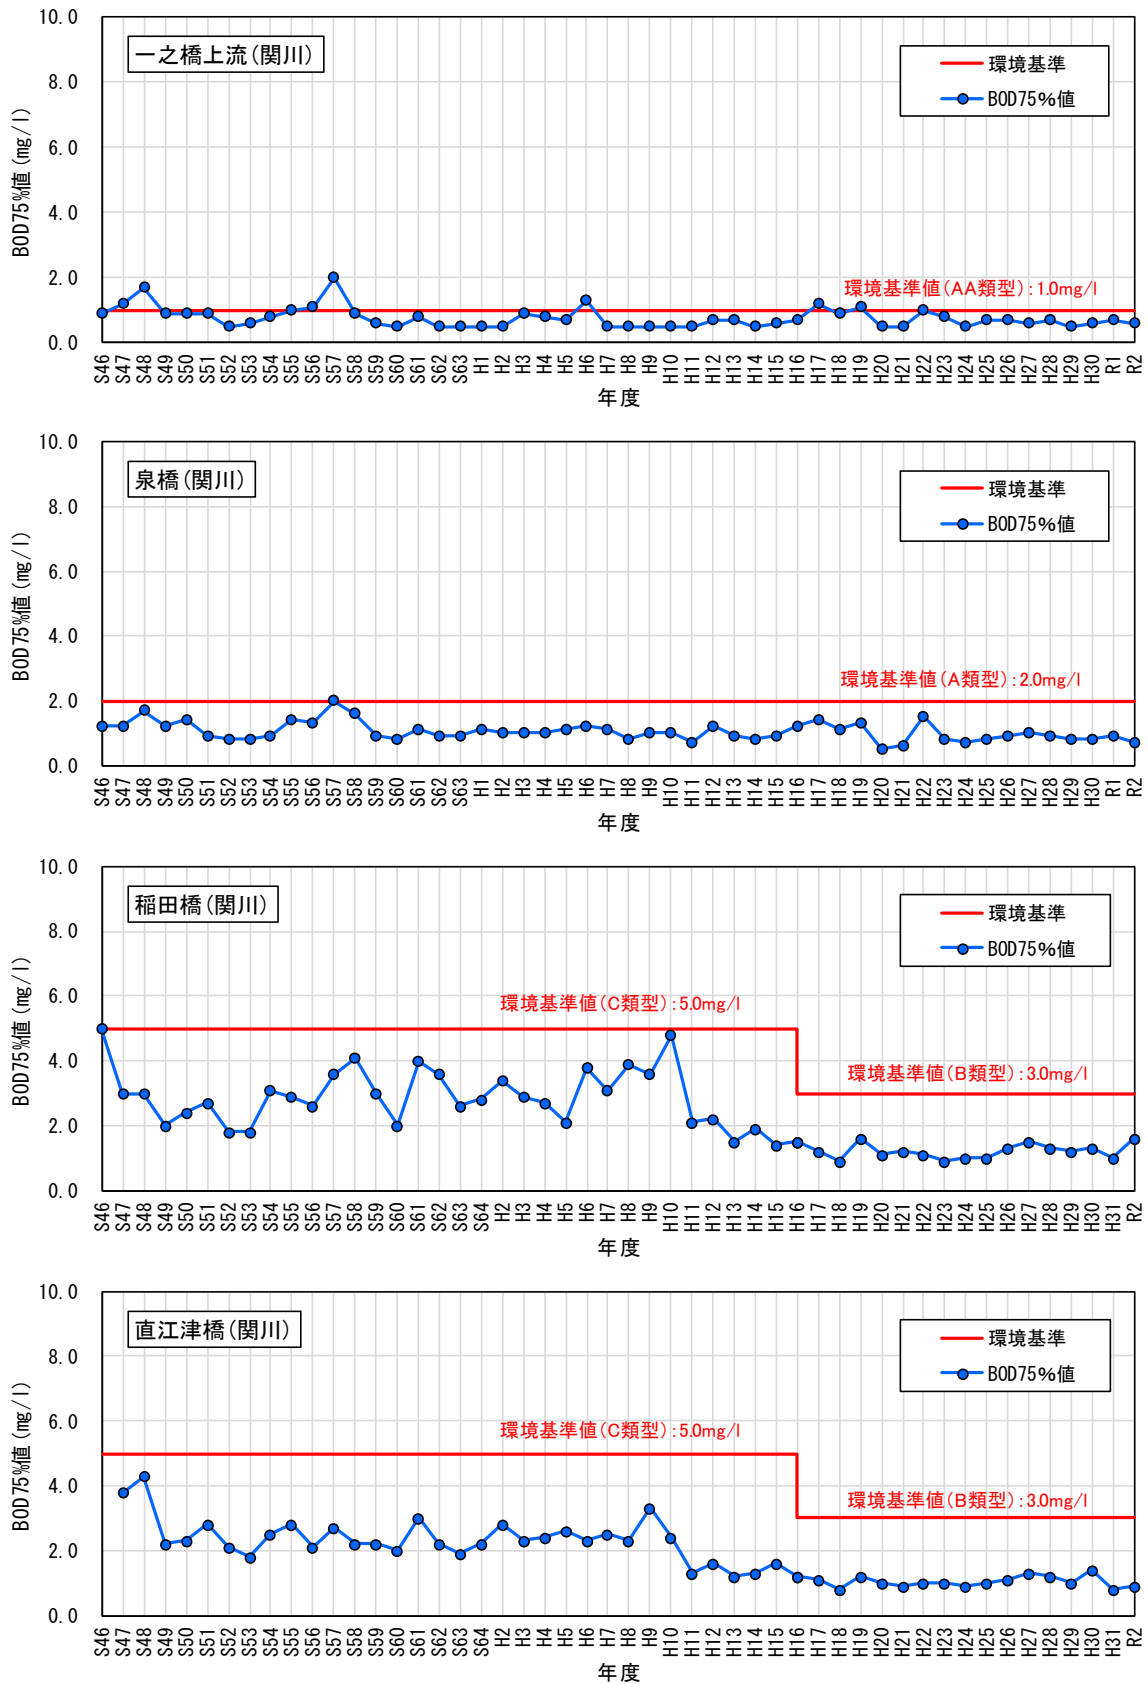 一之橋上流(関川)
環境基準
BOD75%値
BOD75%値(mg/l)
10.0
8.0
6.0
4.0
2.0
0.0
環境基準値(AA類型):1.0mg/l
S46 S47 S48 S49 S50 S51 S52 S53 S54 S55 S56 S57 S58 S59 S60 S61 S62 S63 H1 H2 H3 H4 H5 H6 H7 H8 H9 H10 H11 H12 H13 H14 H15 H16 H17 H18 H19 H20 H21 H22 H23 H24 H25 H26 H27 H28 H29 H30 R1 R2
年度
泉橋(関川)
環境基準
BOD75%値
BOD75%値(mg/l)
10.0
8.0
6.0
4.0
2.0
0.0
環境基準値(A類型):2.0mg/l
S46 S47 S48 S49 S50 S51 S52 S53 S54 S55 S56 S57 S58 S59 S60 S61 S62 S63 H1 H2 H3 H4 H5 H6 H7 H8 H9 H10 H11 H12 H13 H14 H15 H16 H17 H18 H19 H20 H21 H22 H23 H24 H25 H26 H27 H28 H29 H30 R1 R2
年度
稲田橋(関川)
環境基準
BOD75%値
BOD75%値(mg/l)
10.0
8.0
6.0
4.0
2.0
0.0
環境基準値(C類型):5.0mg/l
環境基準値(B類型):3.0mg/l
S46 S47 S48 S49 S50 S51 S52 S53 S54 S55 S56 S57 S58 S59 S60 S61 S62 S63 S64 H2 H3 H4 H5 H6 H7 H8 H9 H10 H11 H12 H13 H14 H15 H16 H17 H18 H19 H20 H21 H22 H23 H24 H25 H26 H27 H28 H29 H30 H31 R2
年度
直江津橋(関川)
環境基準
BOD75%値
BOD75%値(mg/l)
10.0
8.0
6.0
4.0
2.0
0.0
環境基準値(C類型):5.0mg/l
環境基準値(B類型):3.0mg/l
S46 S47 S48 S49 S50 S51 S52 S53 S54 S55 S56 S57 S58 S59 S60 S61 S62 S63 S64 H2 H3 H4 H5 H6 H7 H8 H9 H10 H11 H12 H13 H14 H15 H16 H17 H18 H19 H20 H21 H22 H23 H24 H25 H26 H27 H28 H29 H30 H31 R2
年度